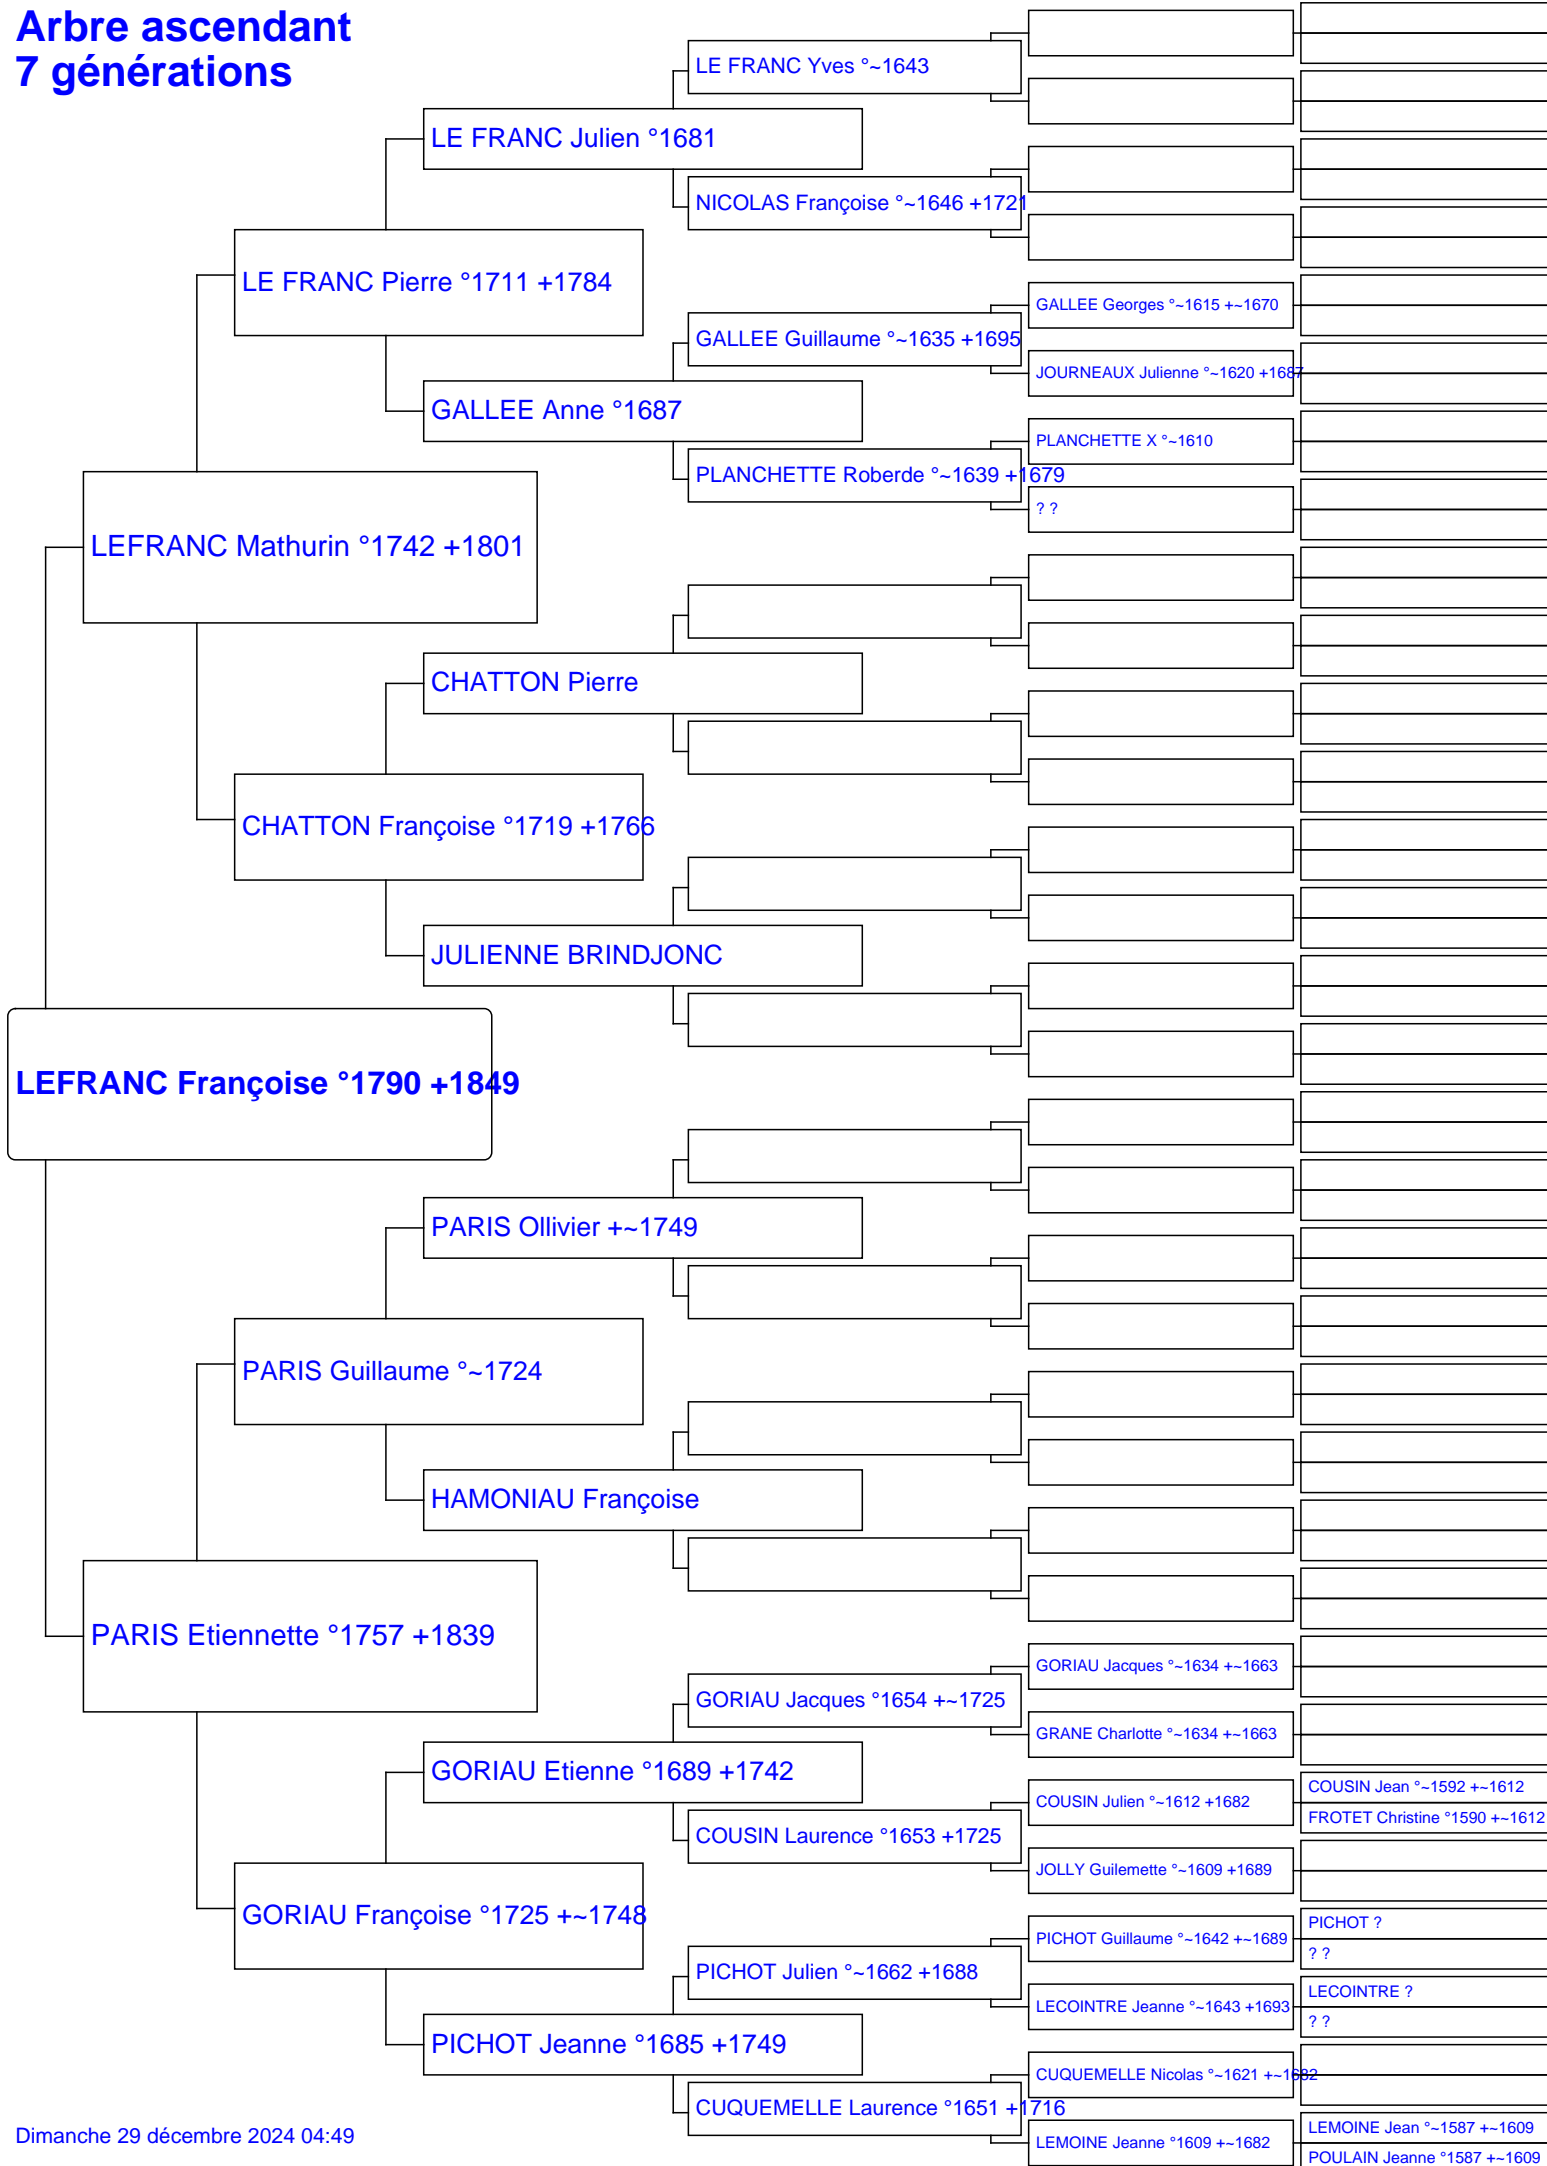 Arbre ascendant
7 générations
LE FRANC Yves °~1643
LE FRANC Julien °1681
NICOLAS Françoise °~1646 +1721
LE FRANC Pierre °1711 +1784
GALLEE Georges °~1615 +~1670
GALLEE Guillaume °~1635 +1695
JOURNEAUX Julienne °~1620 +1687
GALLEE Anne °1687
PLANCHETTE X °~1610
PLANCHETTE Roberde °~1639 +1679
? ?
LEFRANC Mathurin °1742 +1801
CHATTON Pierre
CHATTON Françoise °1719 +1766
JULIENNE BRINDJONC
LEFRANC Françoise °1790 +1849
PARIS Ollivier +~1749
PARIS Guillaume °~1724
HAMONIAU Françoise
PARIS Etiennette °1757 +1839
GORIAU Jacques °~1634 +~1663
GORIAU Jacques °1654 +~1725
GRANE Charlotte °~1634 +~1663
GORIAU Etienne °1689 +1742
COUSIN Jean °~1592 +~1612
COUSIN Julien °~1612 +1682
FROTET Christine °1590 +~1612
COUSIN Laurence °1653 +1725
JOLLY Guilemette °~1609 +1689
GORIAU Françoise °1725 +~1748
PICHOT ?
PICHOT Guillaume °~1642 +~1689
? ?
PICHOT Julien °~1662 +1688
LECOINTRE ?
LECOINTRE Jeanne °~1643 +1693
? ?
PICHOT Jeanne °1685 +1749
CUQUEMELLE Nicolas °~1621 +~1682
CUQUEMELLE Laurence °1651 +1716
LEMOINE Jean °~1587 +~1609
LEMOINE Jeanne °1609 +~1682
POULAIN Jeanne °1587 +~1609
Dimanche 29 décembre 2024 04:49